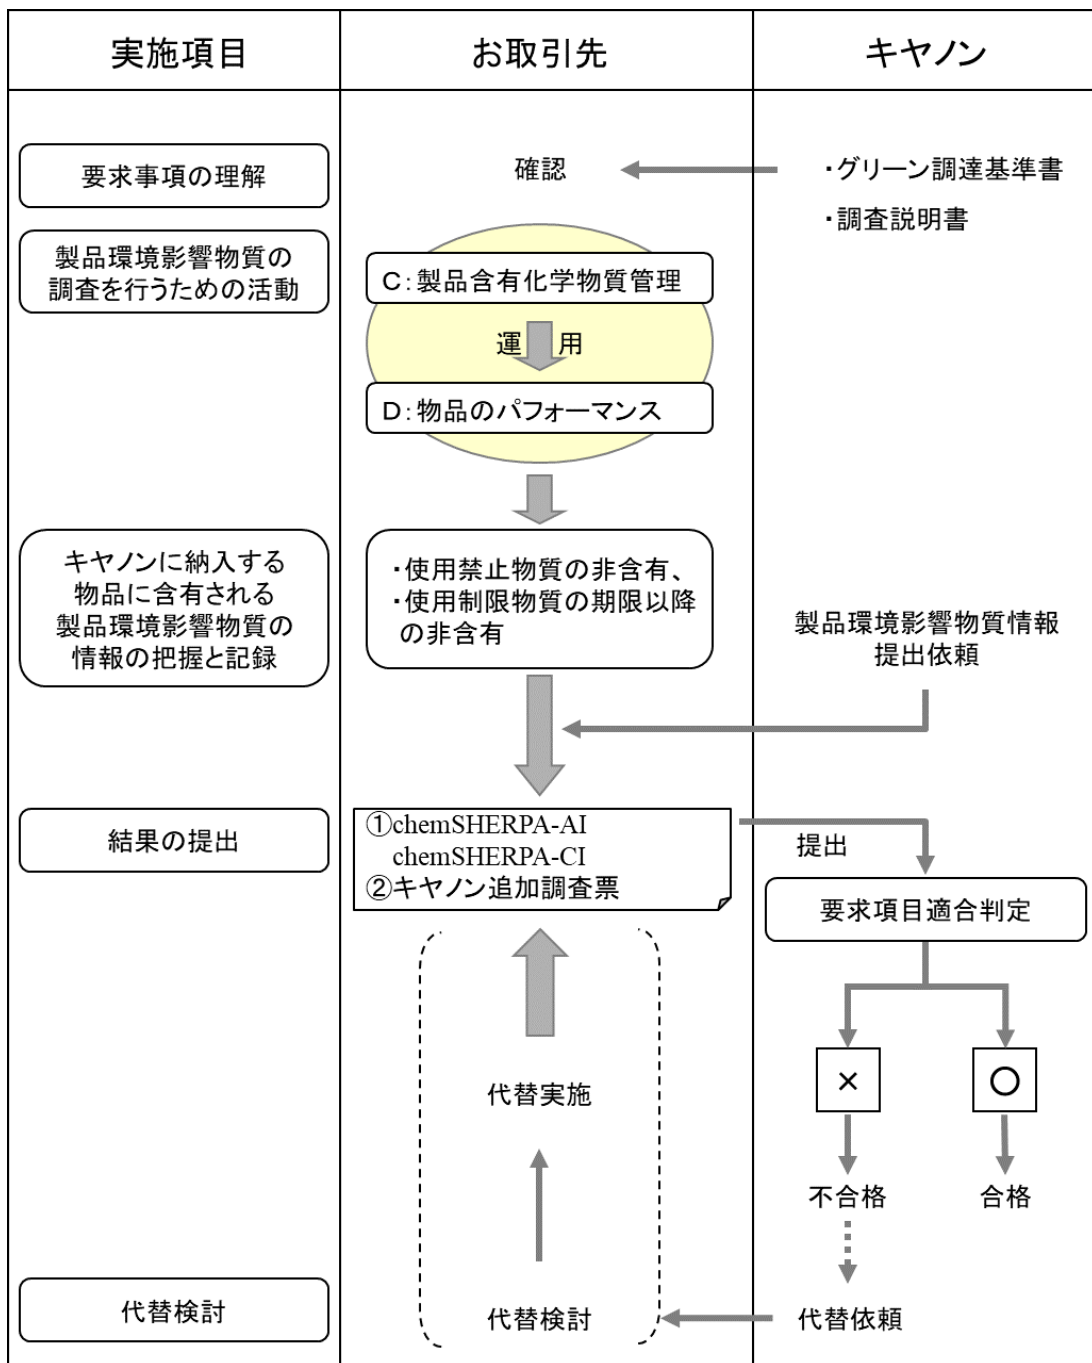 実施項目
お取引先
キヤノン
要求事項の理解
確認
・グリーン調達基準書
・調査説明書
製品環境影響物質の
調査を行うための活動
C:製品含有化学物質管理
運 用
D:物品のパフォーマンス
キヤノンに納入する
物品に含有される
製品環境影響物質の
情報の把握と記録
・使用禁止物質の非含有、
・使用制限物質の期限以降
の非含有
製品環境影響物質情報
提出依頼
結果の提出
①chemSHERPA-AI
chemSHERPA-CI
②キヤノン追加調査票
提出
要求項目適合判定
×
○
代替実施
不合格
合格
代替検討
代替検討
代替依頼